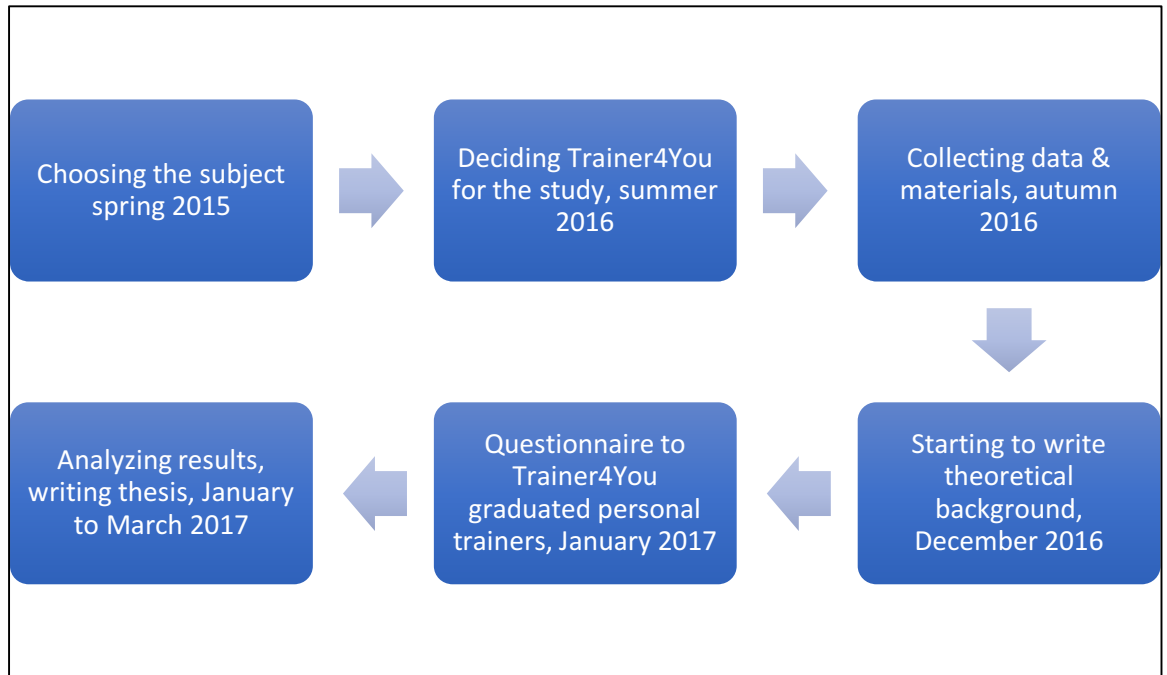 Choosing the subject
spring 2015
Deciding Trainer4You
for the study, summer
2016
Collecting data &
materials, autumn
2016
Starting to write
theoretical
background,
December 2016
Questionnaire to
Trainer4You
graduated personal
trainers, January 2017
Analyzing results,
writing thesis, January
to March 2017